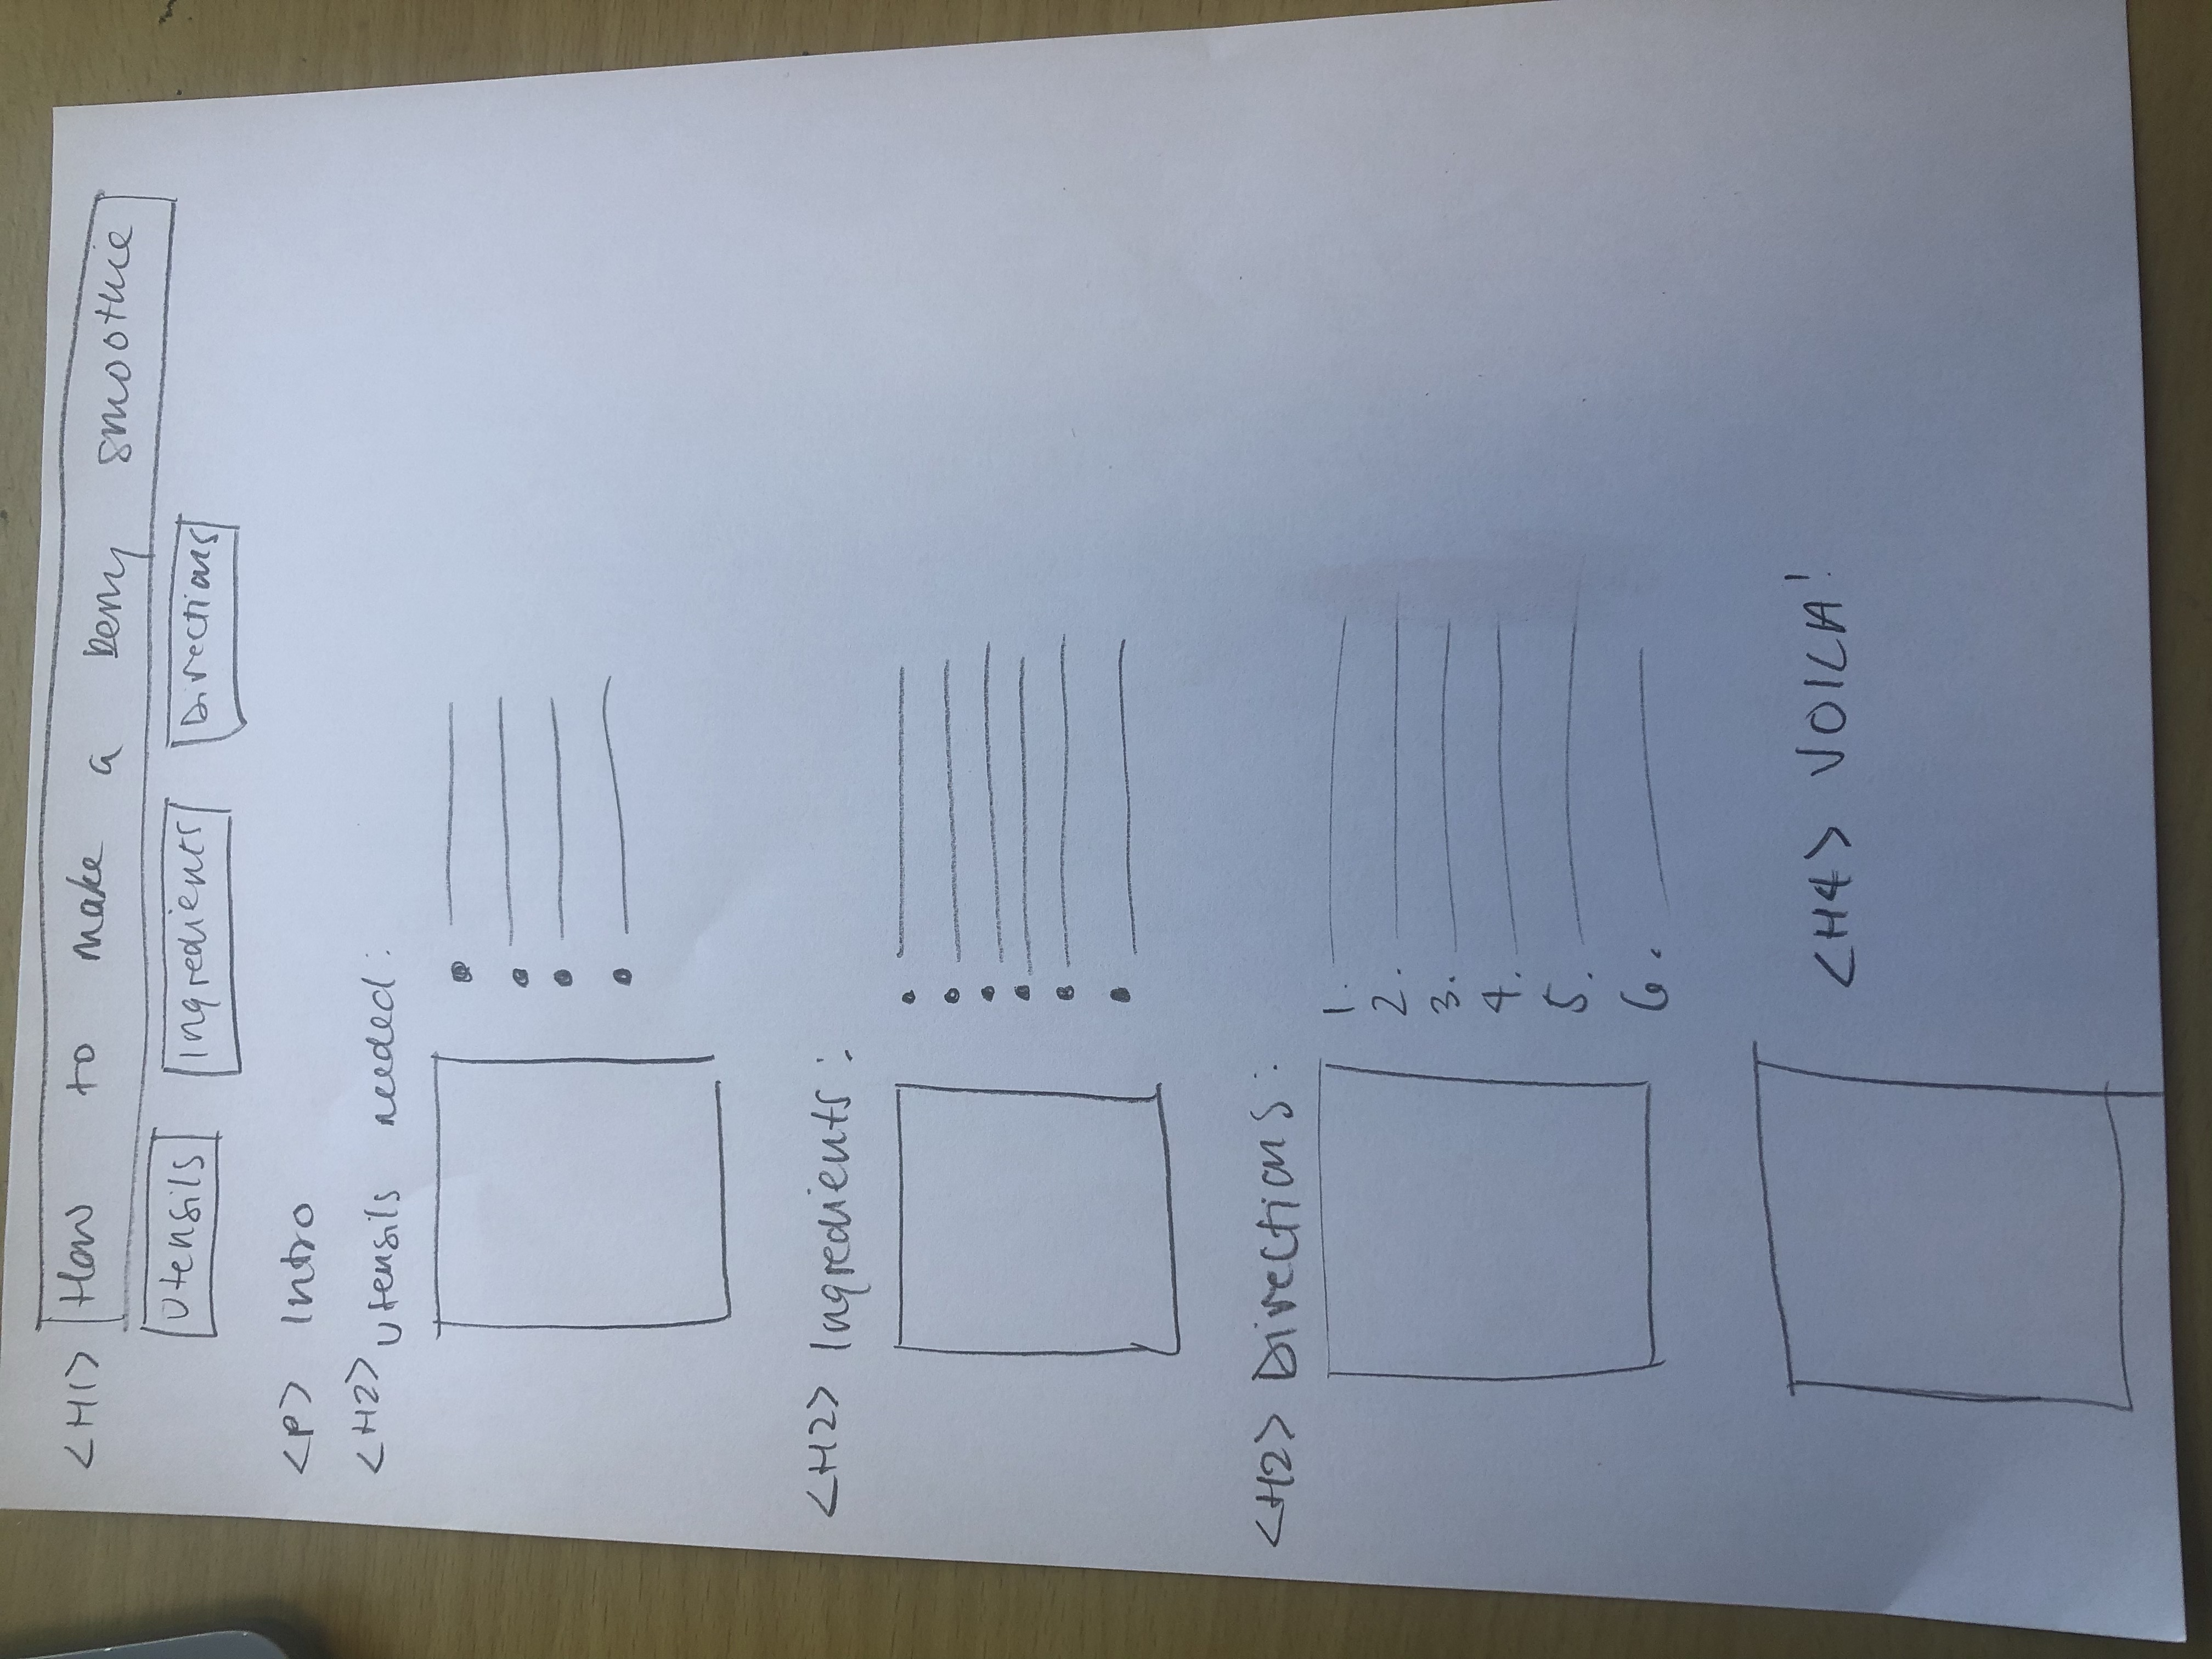 <H1> How to make a berry smoothie
Utensils Ingredients Directions
<P> Intro
<H2> Utensils needed:
<H2> Ingredients:
<H2> Directions:
1.
2.
3.
4.
5.
6.
<H4> VOILA!